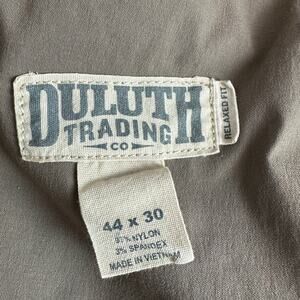 DULUTH
TRADING
CO
RELAXED FIT
44 x 30
97% NYLON
3% SPANDEX
MADE IN VIETNAM